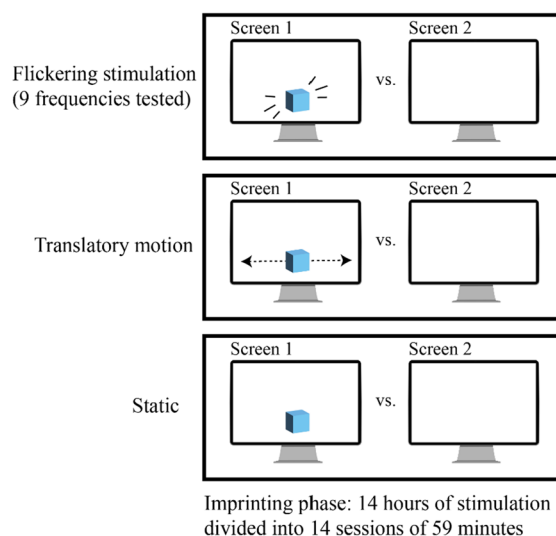 Screen 1
Screen 2
Flickering stimulation
(9 frequencies tested)
vs.
Screen 1
Screen 2
Translatory motion
vs.
Screen 1
Screen 2
Static
vs.
Imprinting phase: 14 hours of stimulation
divided into 14 sessions of 59 minutes